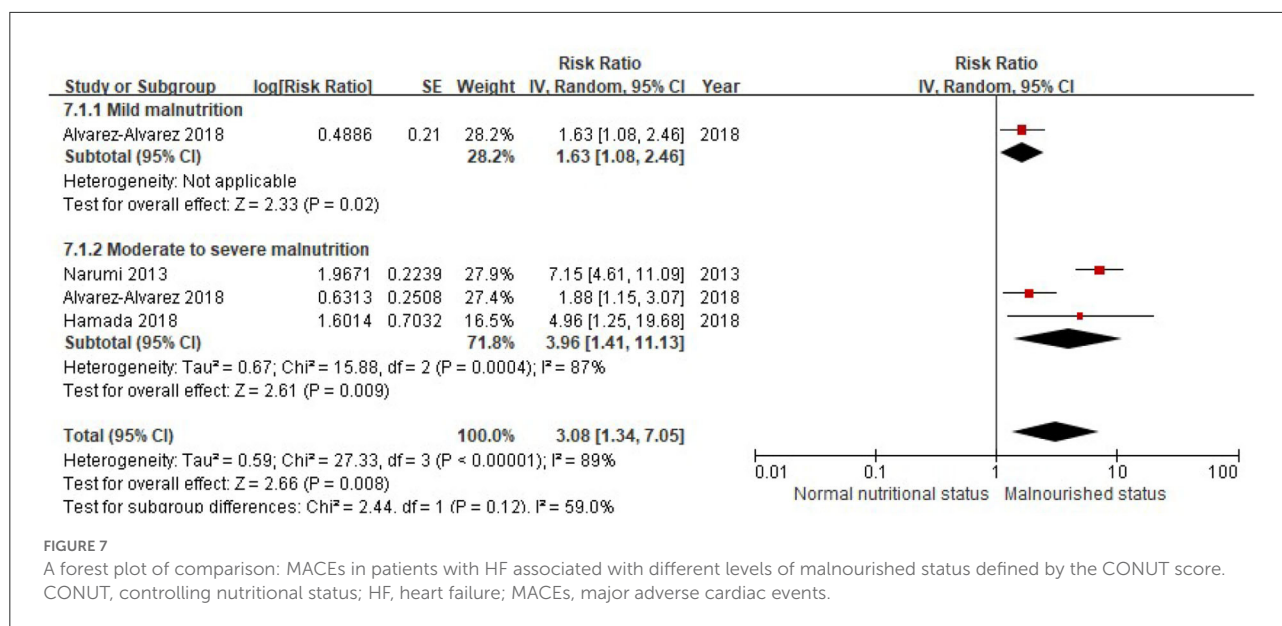 Risk Ratio Risk Ratio
Study or Subgroup log[Risk Ratio] SE Weight IV, Random, 95% CI Year IV, Random, 95% CI
7.1.1 Mild malnutrition
Alvarez-Alvarez 2018 0.4886 0.21 28.2% 1.63 [1.08, 2.46] 2018
Subtotal (95% CI) 28.2% 1.63 [1.08, 2.46]
Heterogeneity: Not applicable
Test for overall effect: Z = 2.33 (P = 0.02)
7.1.2 Moderate to severe malnutrition
Narumi 2013 1.9671 0.2239 27.9% 7.15 [4.61, 11.09] 2013
Alvarez-Alvarez 2018 0.6313 0.2508 27.4% 1.88 [1.15, 3.07] 2018
Hamada 2018 1.6014 0.7032 16.5% 4.96 [1.25, 19.68] 2018
Subtotal (95% CI) 71.8% 3.96 [1.41, 11.13]
Heterogeneity: Tau² = 0.67; Chi² = 15.88, df = 2 (P = 0.0004); I² = 87%
Test for overall effect: Z = 2.61 (P = 0.009)
Total (95% CI) 100.0% 3.08 [1.34, 7.05]
Heterogeneity: Tau² = 0.59; Chi² = 27.33, df = 3 (P < 0.00001); I² = 89%
Test for overall effect: Z = 2.66 (P = 0.008)
Test for subgroup differences: Chi² = 2.44, df = 1 (P = 0.12), I² = 59.0%
0.01 0.1 1 10 100
Normal nutritional status Malnourished status
FIGURE 7
A forest plot of comparison: MACEs in patients with HF associated with different levels of malnourished status defined by the CONUT score.
CONUT, controlling nutritional status; HF, heart failure; MACEs, major adverse cardiac events.